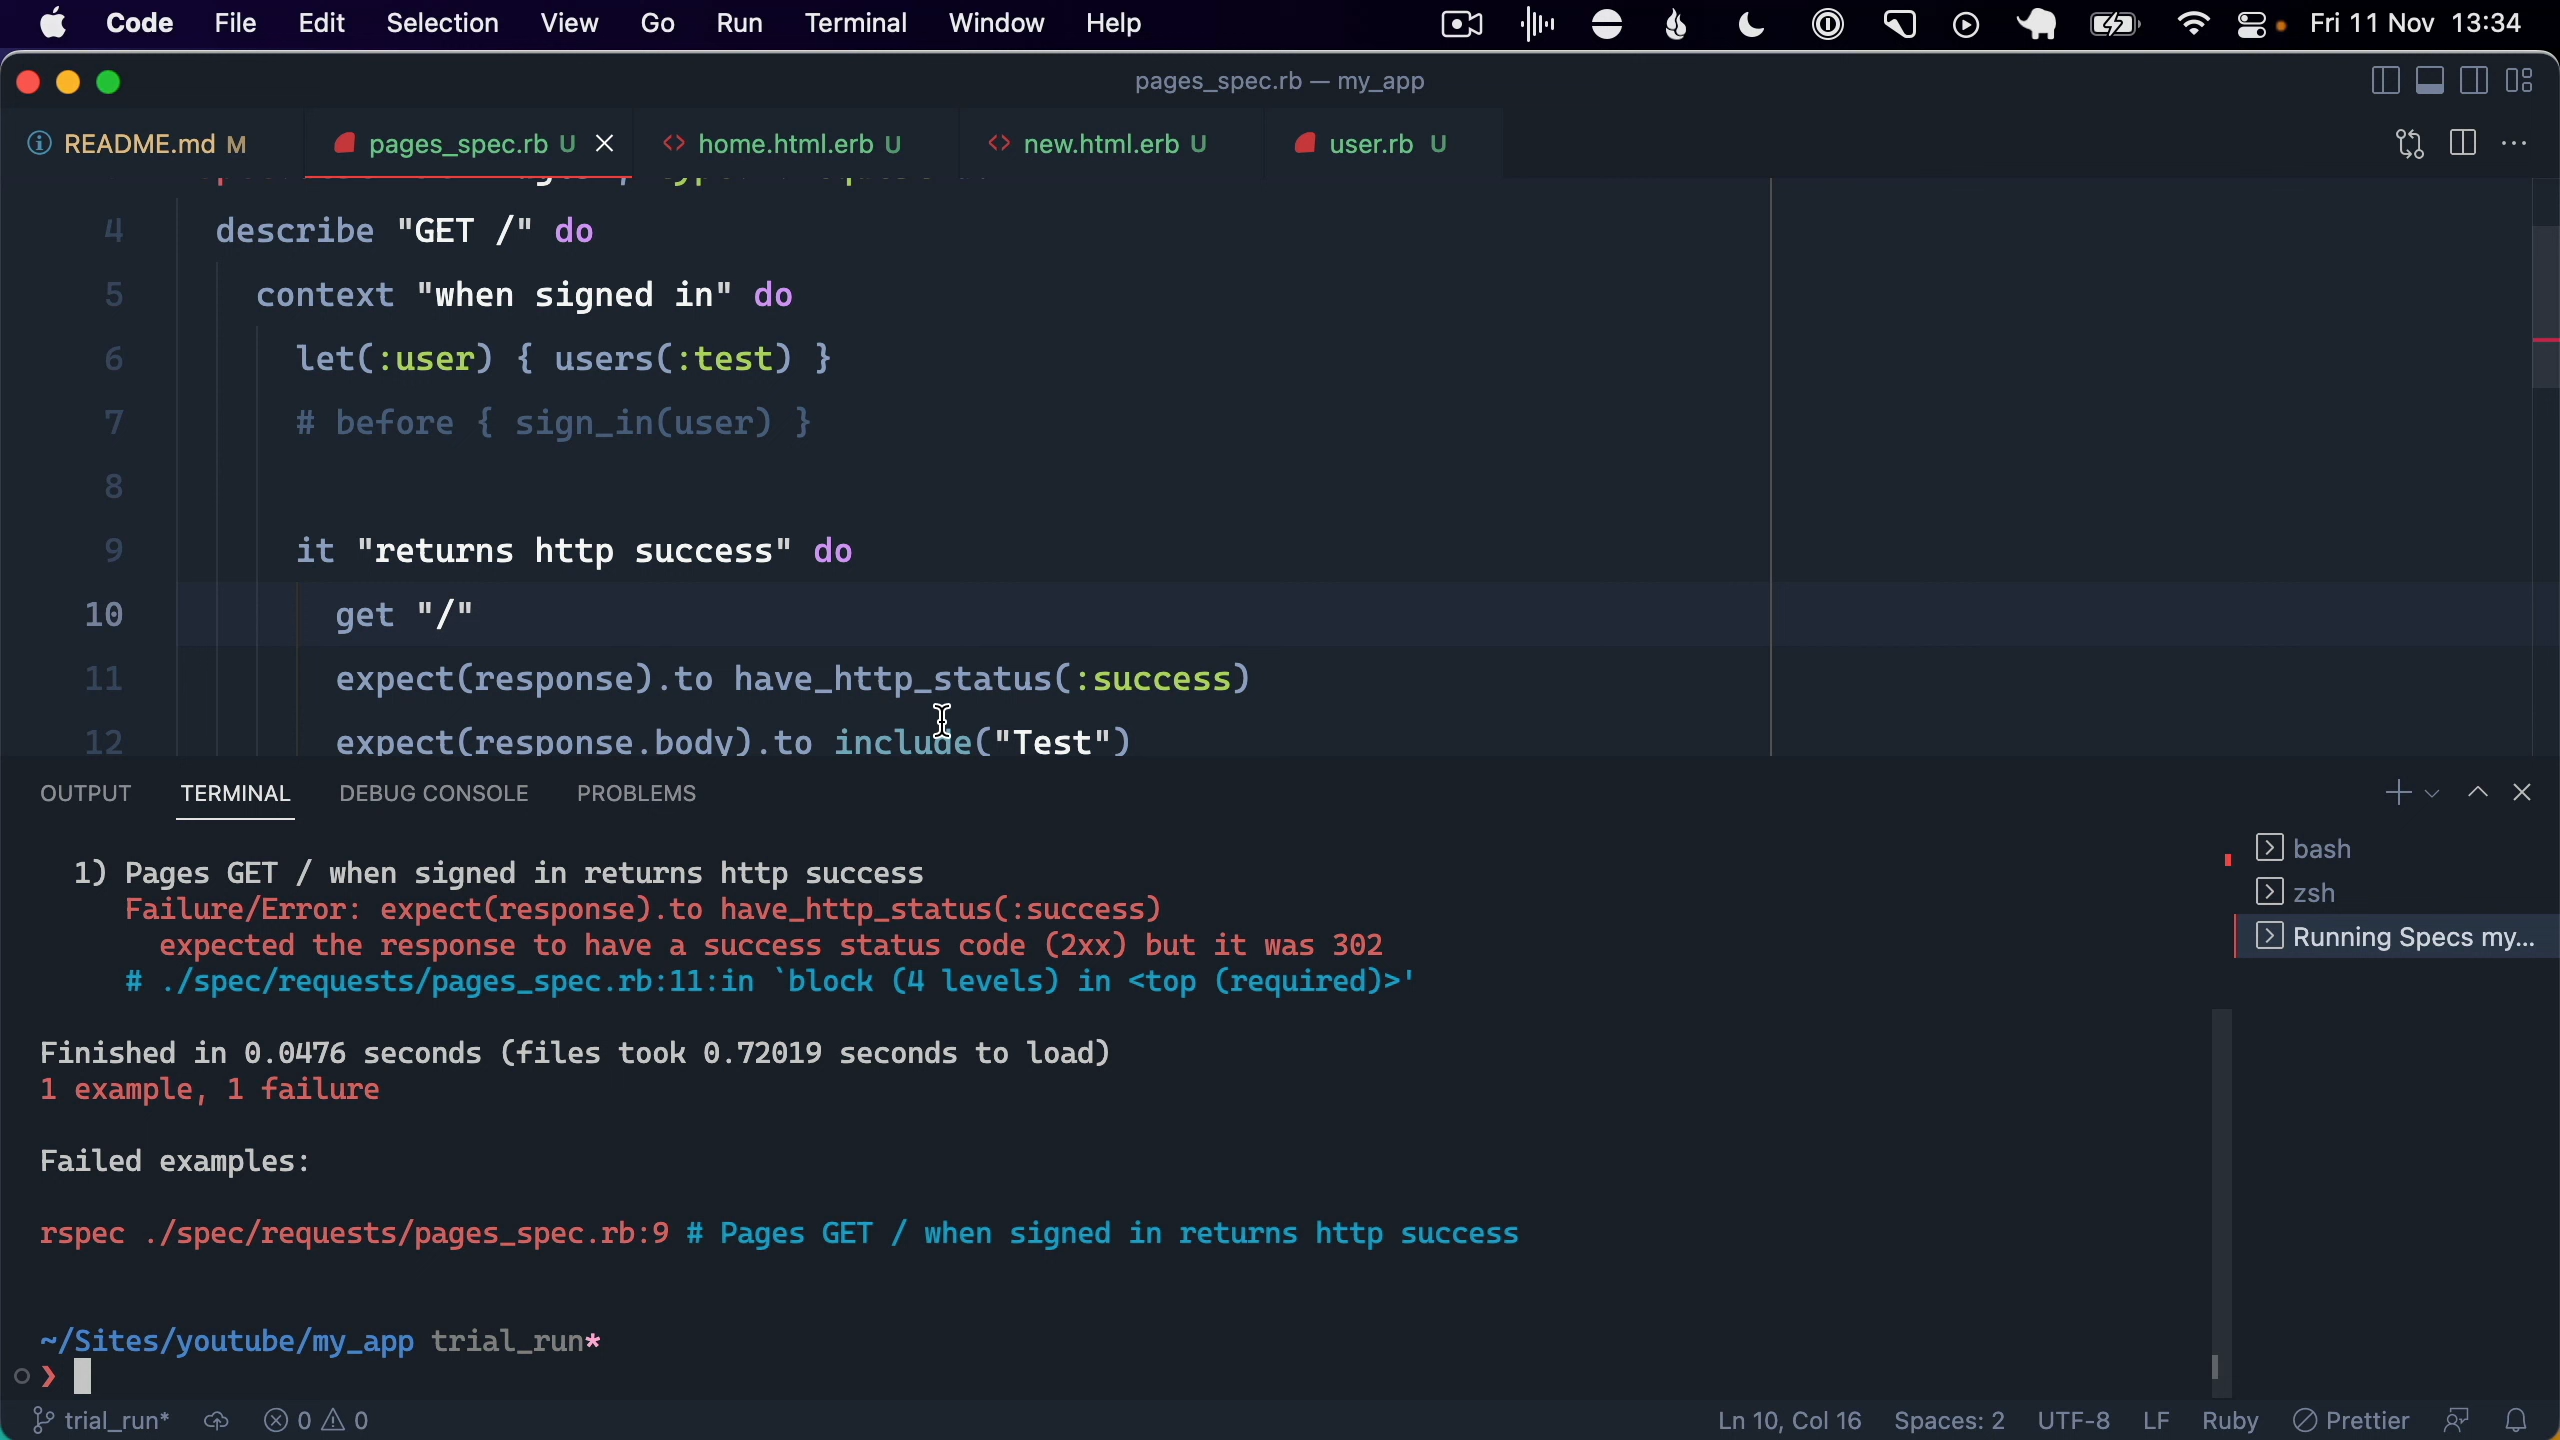 Code File Edit Selection View Go Run Terminal Window Help Fri 11 Nov 13:34
pages_spec.rb — my_app
README.md M pages_spec.rb U home.html.erb U new.html.erb U user.rb U
4 describe "GET /" do
5 context "when signed in" do
6 let(:user) { users(:test) }
7 # before { sign_in(user) }
8
9 it "returns http success" do
10 get "/"
11 expect(response).to have_http_status(:success)
12 expect(response.body).to include("Test")
OUTPUT TERMINAL DEBUG CONSOLE PROBLEMS
bash
zsh
Running Specs my...
1) Pages GET / when signed in returns http success
Failure/Error: expect(response).to have_http_status(:success)
expected the response to have a success status code (2xx) but it was 302
# ./spec/requests/pages_spec.rb:11:in `block (4 levels) in <top (required)>'
Finished in 0.0476 seconds (files took 0.72019 seconds to load)
1 example, 1 failure
Failed examples:
rspec ./spec/requests/pages_spec.rb:9 # Pages GET / when signed in returns http success
~/Sites/youtube/my_app trial_run*
❯
trial_run* 0 0 Ln 10, Col 16 Spaces: 2 UTF-8 LF Ruby Prettier